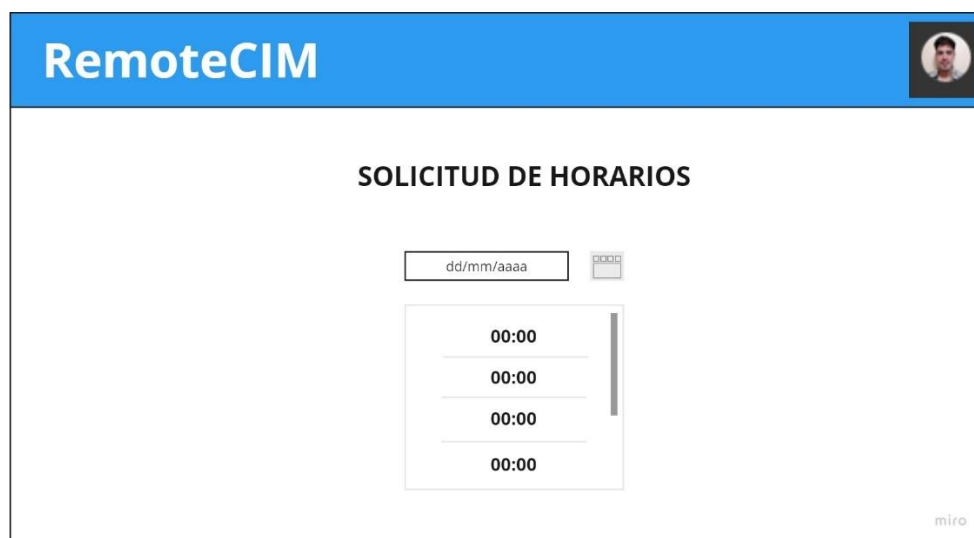 RemoteCIM
SOLICITUD DE HORARIOS
dd/mm/aaaa
00:00
00:00
00:00
00:00
miro